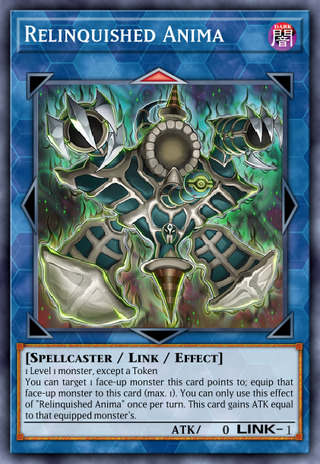 Relinquished Anima
DARK
闇
[Spellcaster / Link / Effect]
1 Level 1 monster, except a Token
You can target 1 face-up monster this card points to; equip that
face-up monster to this card (max. 1). You can only use this effect
of "Relinquished Anima" once per turn. This card gains ATK equal
to that equipped monster's.
ATK/ 0 LINK-1